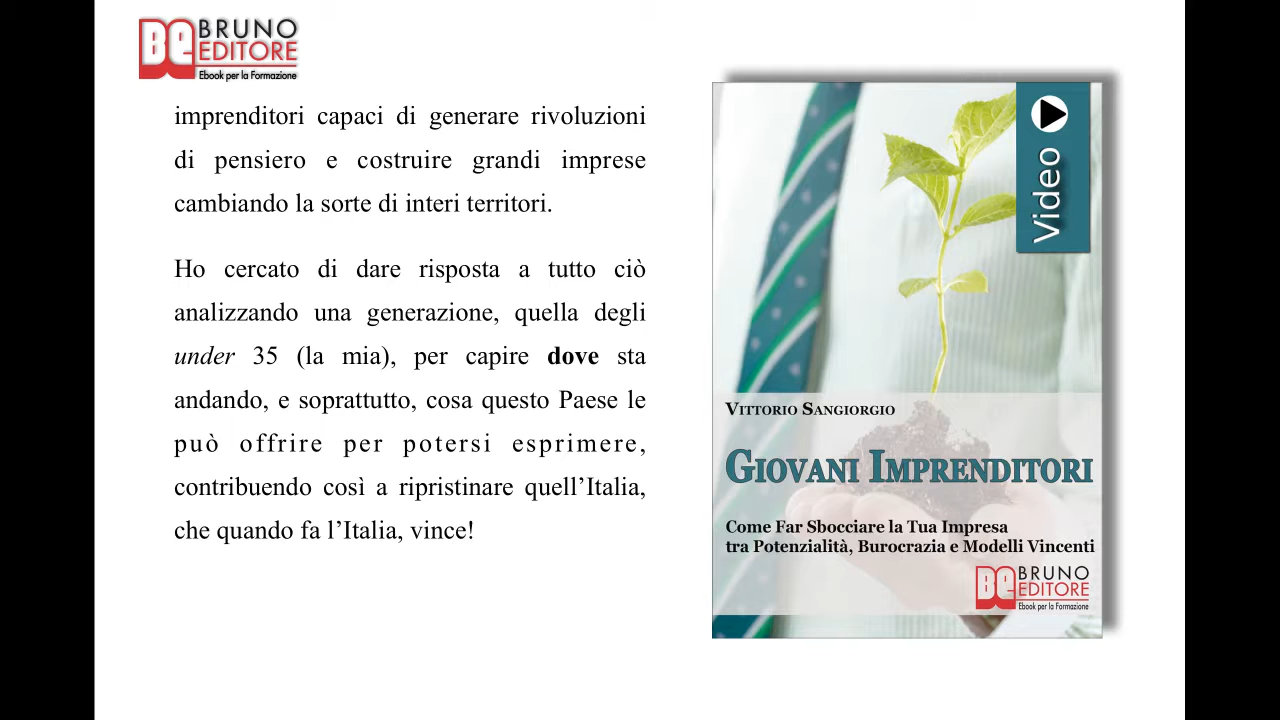 BRUNO
EDITORE
Ebook per la Formazione
imprenditori capaci di generare rivoluzioni
di pensiero e costruire grandi imprese
cambiando la sorte di interi territori.
Ho cercato di dare risposta a tutto ciò
analizzando una generazione, quella degli
under 35 (la mia), per capire dove sta
andando, e soprattutto, cosa questo Paese le
può offrire per potersi esprimere,
contribuendo così a ripristinare quell’Italia,
che quando fa l’Italia, vince!
Video
VITTORIO SANGIORGIO
GIOVANI IMPRENDITORI
Come Far Sbocciare la Tua Impresa
tra Potenzialità, Burocrazia e Modelli Vincenti
BE BRUNO
EDITORE
Ebook per la Formazione